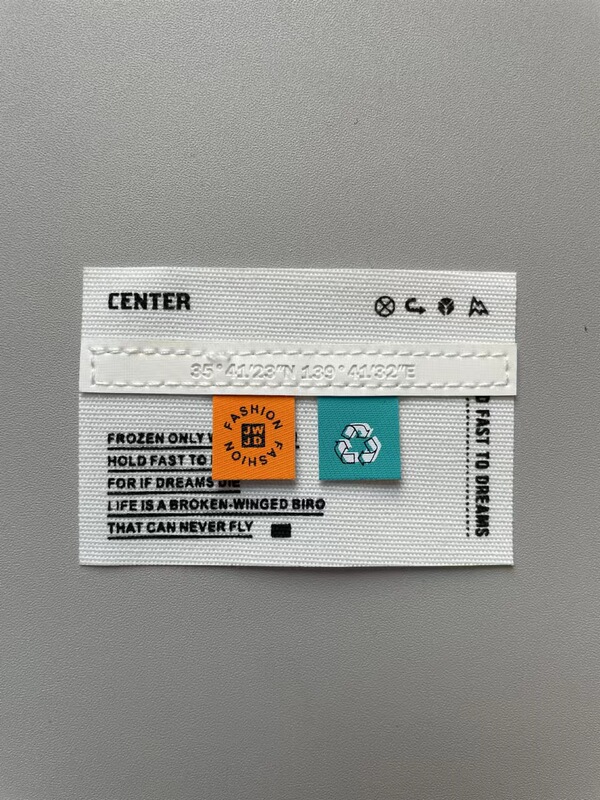 CENTER
35°41/23"N 139°41/32"E
FASHION FASHION
JW
JD
FROZEN ONLY
HOLD FAST TO
FOR IF DREAMS DIE
LIFE IS A BROKEN-WINGED BIRD
THAT CAN NEVER FLY
FAST TO DREAMS